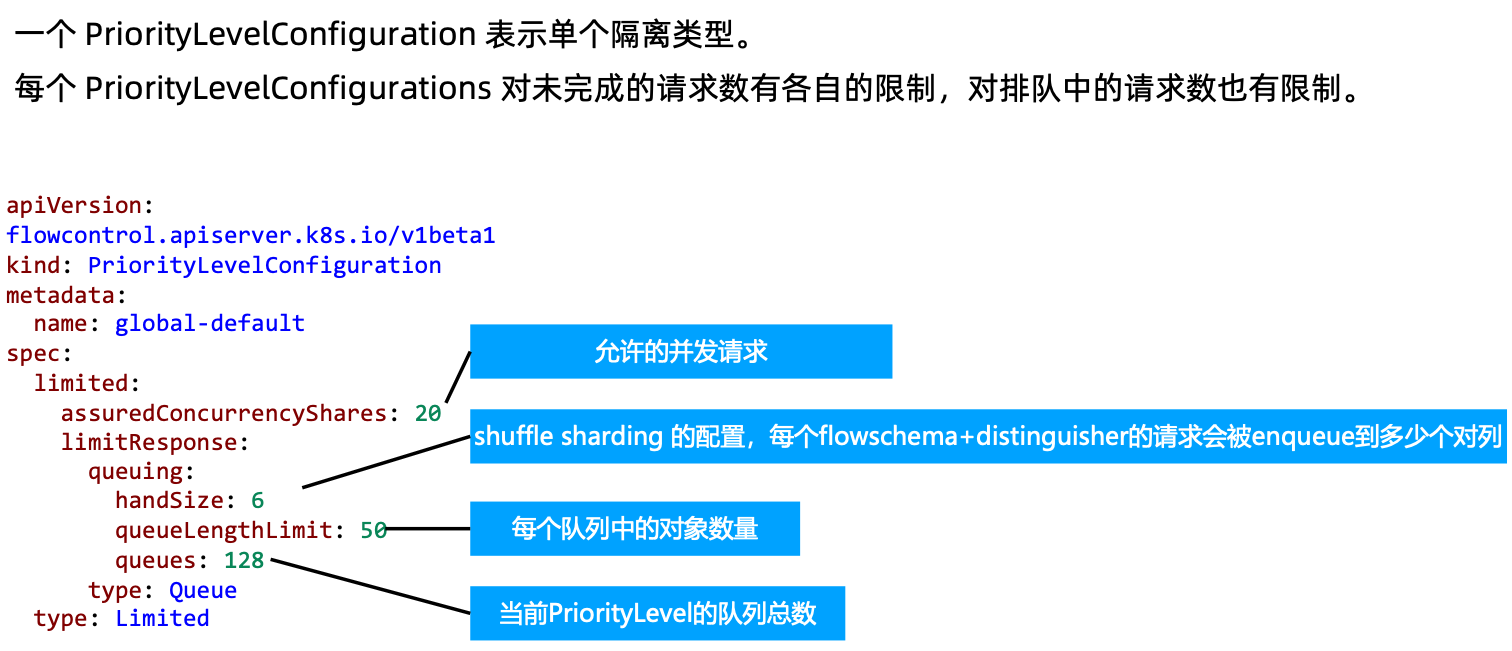 一个 PriorityLevelConfiguration 表示单个隔离类型。
每个 PriorityLevelConfigurations 对未完成的请求数有各自的限制，对排队中的请求数也有限制。
apiVersion:
flowcontrol.apiserver.k8s.io/v1beta1
kind: PriorityLevelConfiguration
metadata:
  name: global-default
spec:
  limited:
    assuredConcurrencyShares: 20
    limitResponse:
      queuing:
        handSize: 6
        queueLengthLimit: 50
        queues: 128
      type: Queue
  type: Limited
允许的并发请求
shuffle sharding 的配置，每个flowschema+distinguisher的请求会被enqueue到多少个对列
每个队列中的对象数量
当前PriorityLevel的队列总数